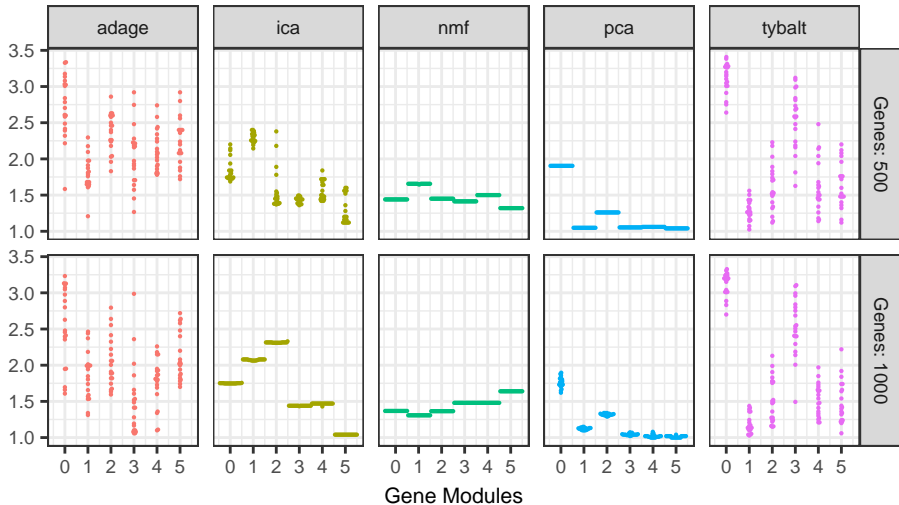 adage ica nmf pca tybalt
3.5
3.0
2.5
2.0
1.5
1.0
Genes: 500
3.5
3.0
2.5
2.0
1.5
1.0
Genes: 1000
0 1 2 3 4 5 0 1 2 3 4 5 0 1 2 3 4 5 0 1 2 3 4 5 0 1 2 3 4 5
Gene Modules